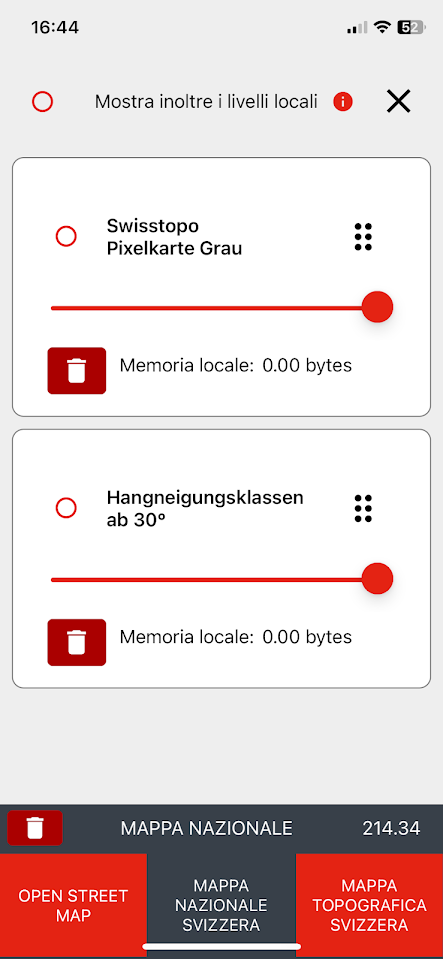 16:44
52
Mostra inoltre i livelli locali
Swisstopo
Pixelkarte Grau
Memoria locale: 0.00 bytes
Hangneigungsklassen
ab 30°
Memoria locale: 0.00 bytes
MAPPA NAZIONALE 214.34
OPEN STREET
MAP
MAPPA
NAZIONALE
SVIZZERA
MAPPA
TOPOGRAFICA
SVIZZERA